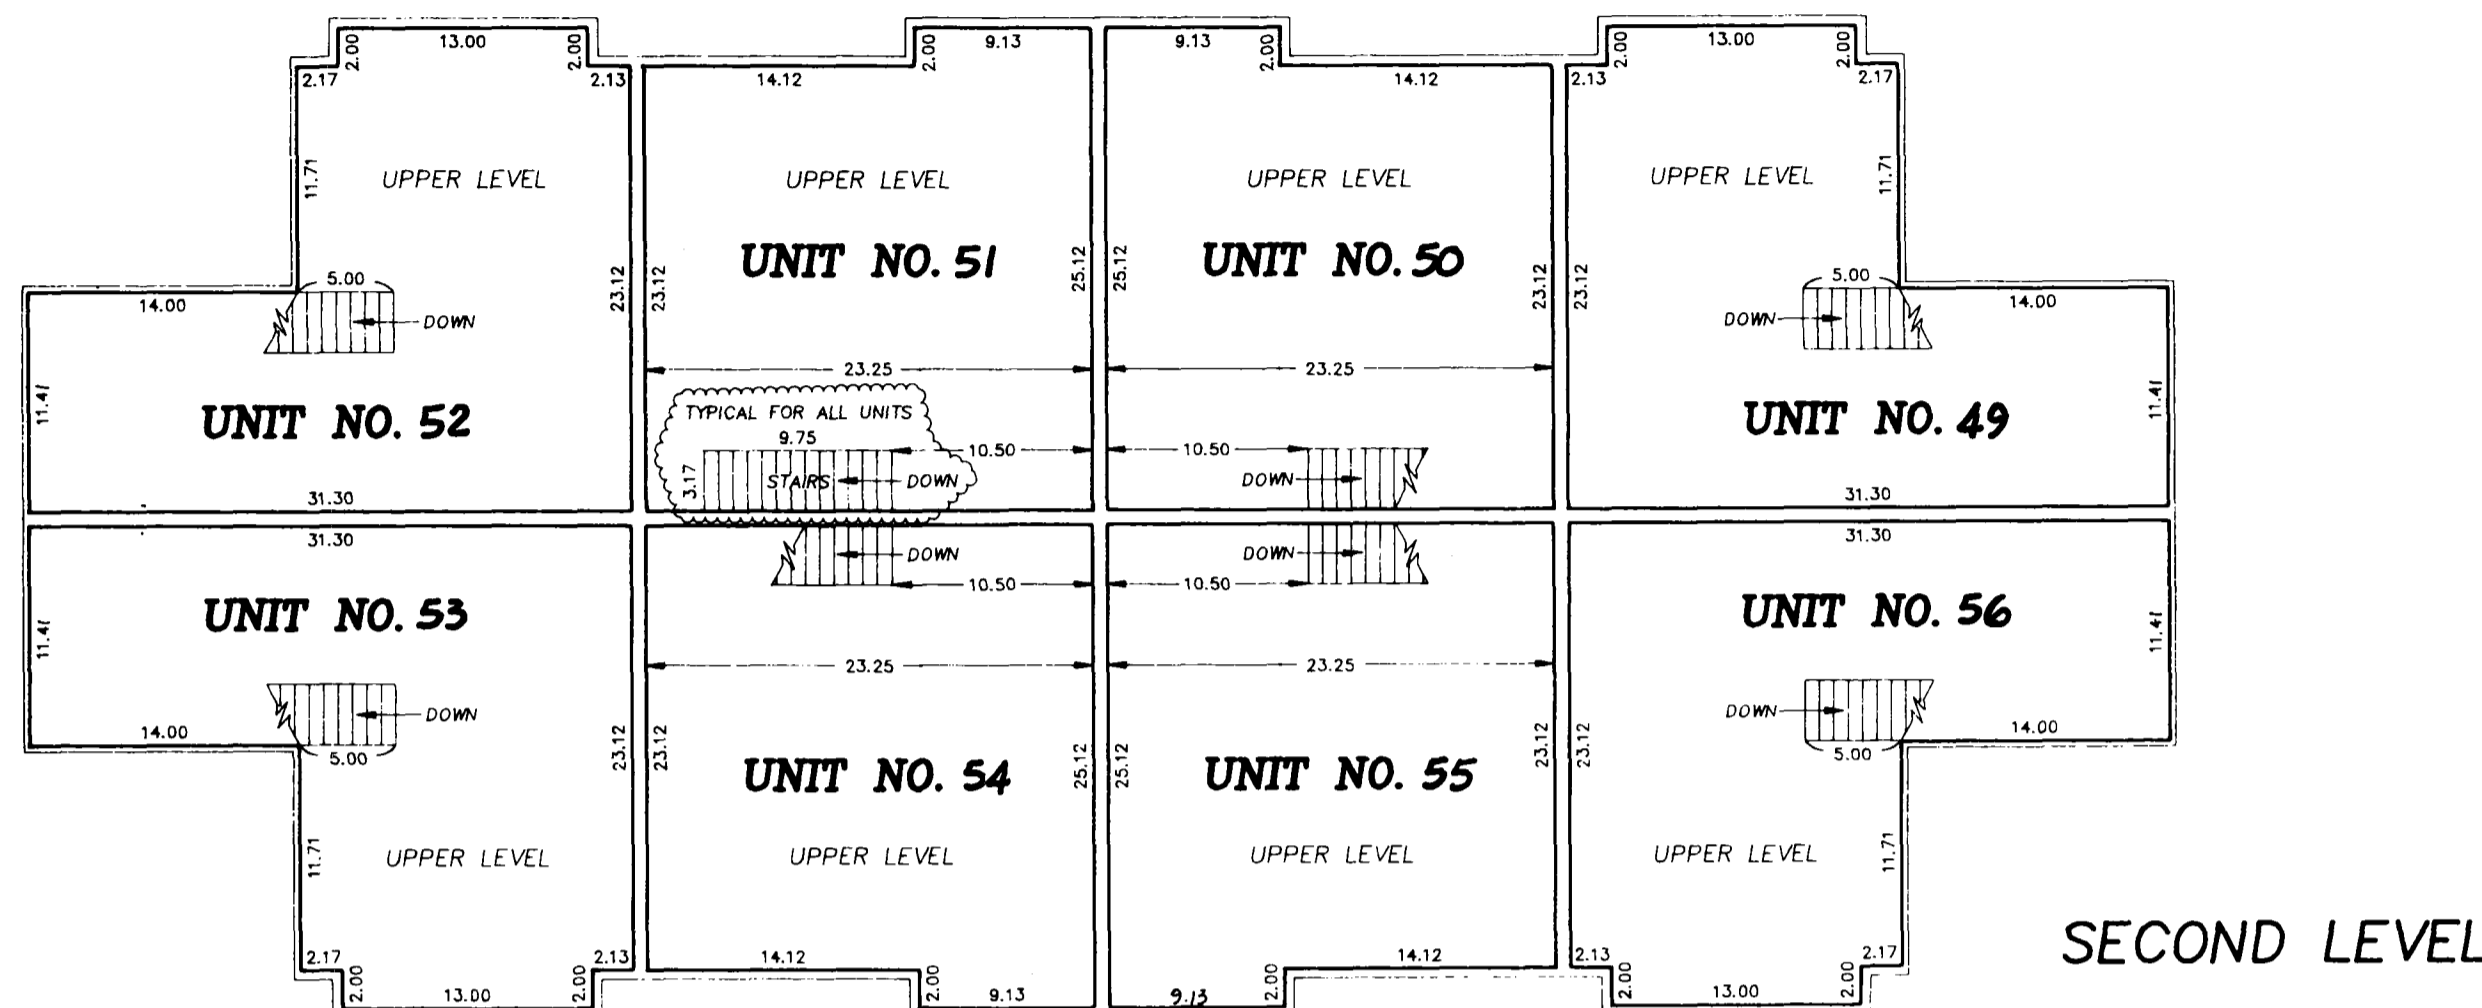 13.00 9.13 9.13 13.00
2.00 2.00 2.00 2.00 2.00 2.00
2.17 2.13 14.12 14.12 2.13 2.17
11.71 UPPER LEVEL UPPER LEVEL UPPER LEVEL UPPER LEVEL 11.71
UNIT NO. 51 UNIT NO. 50
23.12 23.12 25.12 25.12 23.12 23.12
5.00 5.00
14.00 14.00
DOWN DOWN
23.25 23.25
11.41 11.41
UNIT NO. 52 UNIT NO. 49
TYPICAL FOR ALL UNITS
9.75
10.50 10.50
3.17 STAIRS DOWN DOWN
31.30 31.30
31.30 31.30
DOWN DOWN
10.50 10.50
UNIT NO. 53 UNIT NO. 56
11.41 11.41
23.25 23.25
DOWN DOWN
14.00 14.00
5.00 5.00
23.12 23.12 25.12 25.12 23.12 23.12
UNIT NO. 54 UNIT NO. 55
11.71 UPPER LEVEL UPPER LEVEL UPPER LEVEL UPPER LEVEL 11.71
SECOND LEVEL
2.17 2.13 14.12 14.12 2.13 2.17
2.00 2.00 2.00 2.00 2.00 2.00
13.00 9.13 9.13 13.00